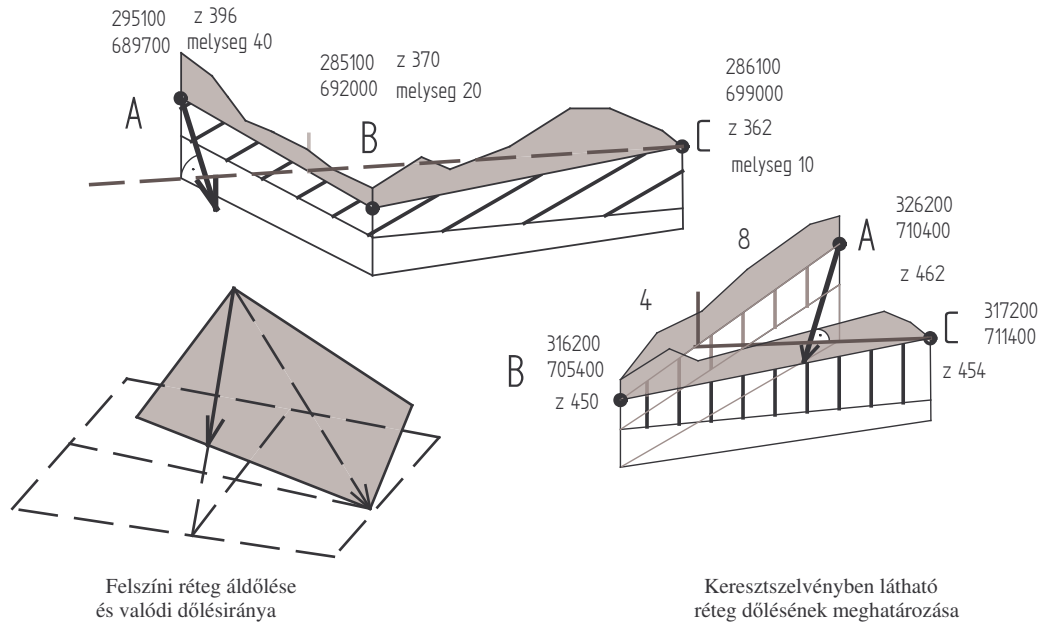 295100 z 396
689700 melyseg 40
A
285100 z 370
692000 melyseg 20
B
286100
699000
C z 362
melyseg 10
8
4
326200
A 710400
z 462
316200
B 705400
z 450
317200
C 711400
z 454
Felszíni réteg áldőlése
és valódi dőlésiránya
Keresztszelvényben látható
réteg dőlésének meghatározása